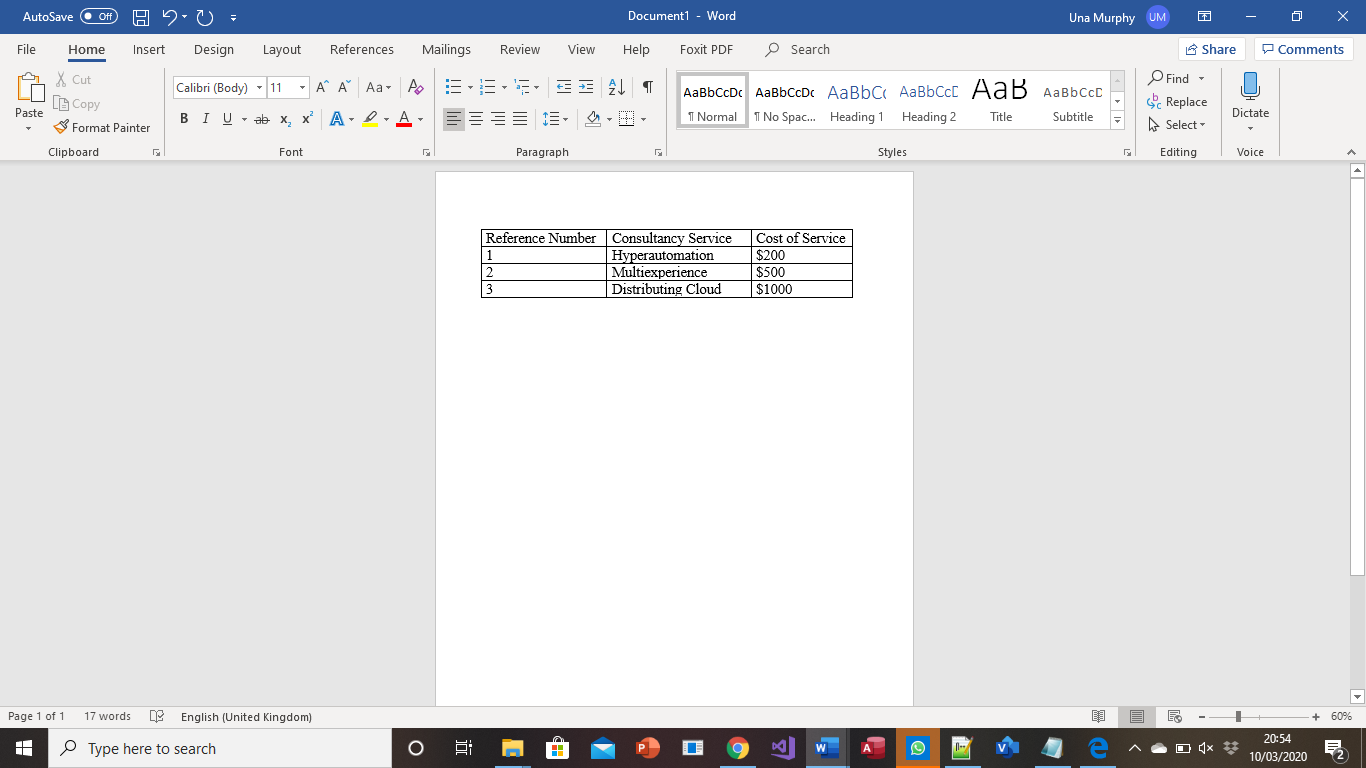 AutoSave Off Document1 - Word Una Murphy UM
File Home Insert Design Layout References Mailings Review View Help Foxit PDF Search Share Comments
Paste Cut Copy Format Painter
Calibri (Body) 11 Aa
B I U ab x₂ x² A A
AaBbCcDc AaBbCcDc AaBbCc AaBbCcD AaB AaBbCcD
¶ Normal ¶ No Spac... Heading 1 Heading 2 Title Subtitle
Find Replace Select
Dictate
Clipboard Font Paragraph Styles Editing Voice
Reference Number Consultancy Service Cost of Service
1 Hyperautomation $200
2 Multiexperience $500
3 Distributing Cloud $1000
Page 1 of 1 17 words English (United Kingdom) 60%
Type here to search 20:54
10/03/2020 2